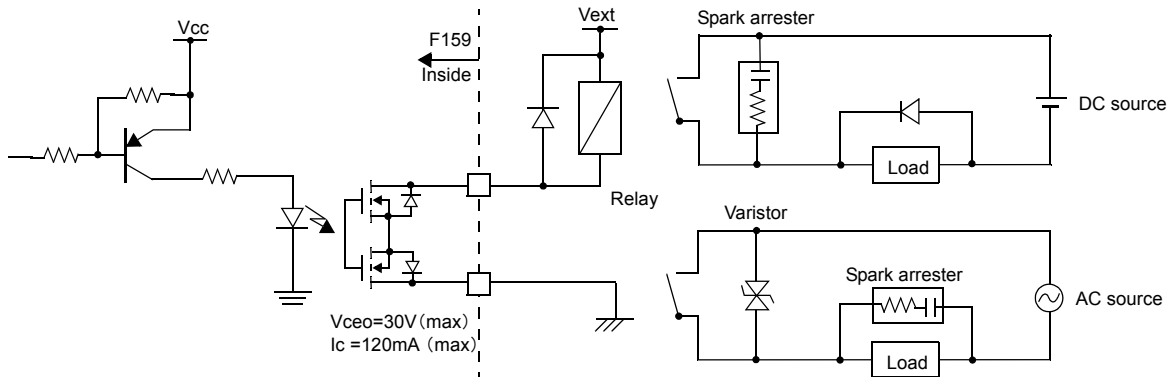 Vcc
F159
Inside
Vext
Relay
Vceo=30V(max)
Ic =120mA (max)
Spark arrester
DC source
Load
Varistor
Spark arrester
AC source
Load